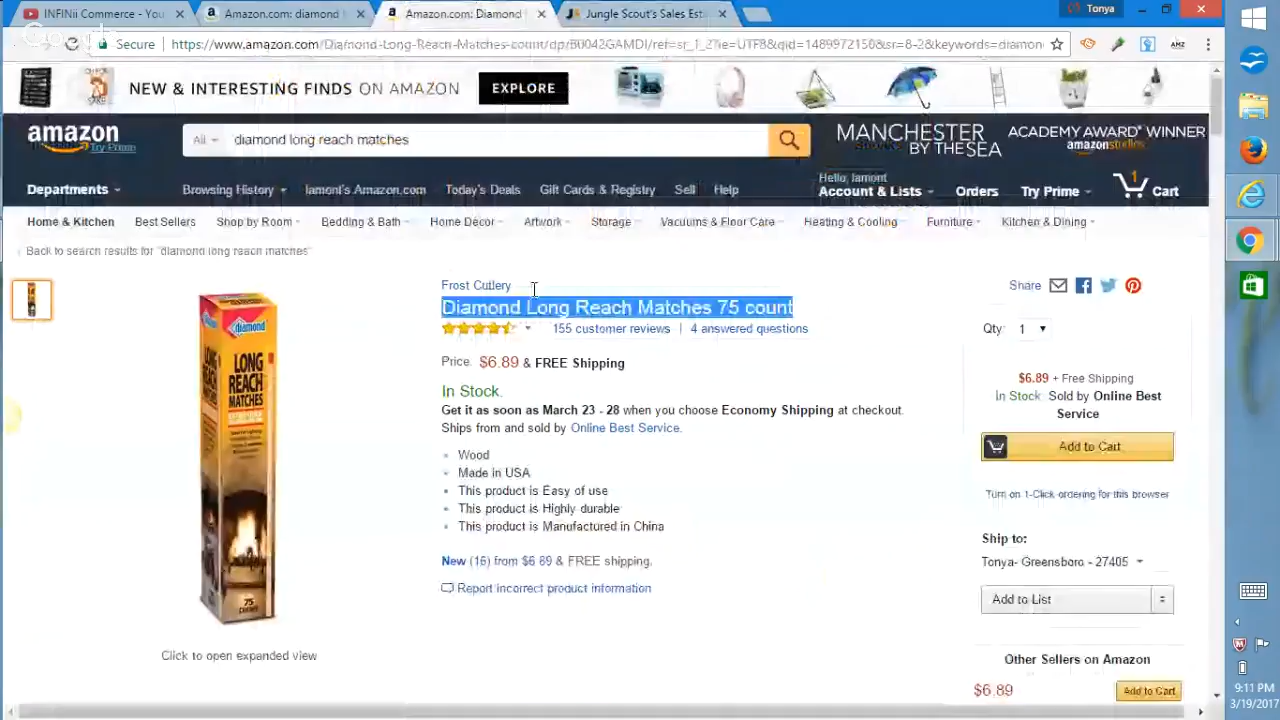 INFINii Commerce - You
Amazon.com: diamond l
Amazon.com: Diamond
Jungle Scout's Sales Est
Tonya
Secure
https://www.amazon.com/Diamond-Long-Reach-Matches-count/dp/B0042GAMDI/ref=sr_1_2?ie=UTF8&qid=1489972150&sr=8-2&keywords=diamon
NEW & INTERESTING FINDS ON AMAZON EXPLORE
amazon
Try Prime
All
diamond long reach matches
MANCHESTER
BY THE SEA
ACADEMY AWARD WINNER
amazonstudios
Departments
Browsing History
lamont's Amazon.com
Today's Deals
Gift Cards & Registry
Sell
Help
Hello, lamont
Account & Lists
Orders
Try Prime
1
Cart
Home & Kitchen
Best Sellers
Shop by Room
Bedding & Bath
Home Décor
Artwork
Storage
Vacuums & Floor Care
Heating & Cooling
Furniture
Kitchen & Dining
Back to search results for "diamond long reach matches"
Diamond
LONG
REACH
MATCHES
75
Click to open expanded view
Frost Cutlery
Diamond Long Reach Matches 75 count
155 customer reviews | 4 answered questions
Price: $6.89 & FREE Shipping
In Stock.
Get it as soon as March 23 - 28 when you choose Economy Shipping at checkout.
Ships from and sold by Online Best Service.
Wood
Made in USA
This product is Easy of use
This product is Highly durable
This product is Manufactured in China
New (16) from $6.89 & FREE shipping.
Report incorrect product information
Share
Qty: 1
$6.89 + Free Shipping
In Stock. Sold by Online Best
Service
Add to Cart
Turn on 1-Click ordering for this browser
Ship to:
Tonya- Greensboro - 27405
Add to List
Other Sellers on Amazon
$6.89
Add to Cart
9:11 PM
3/19/2017